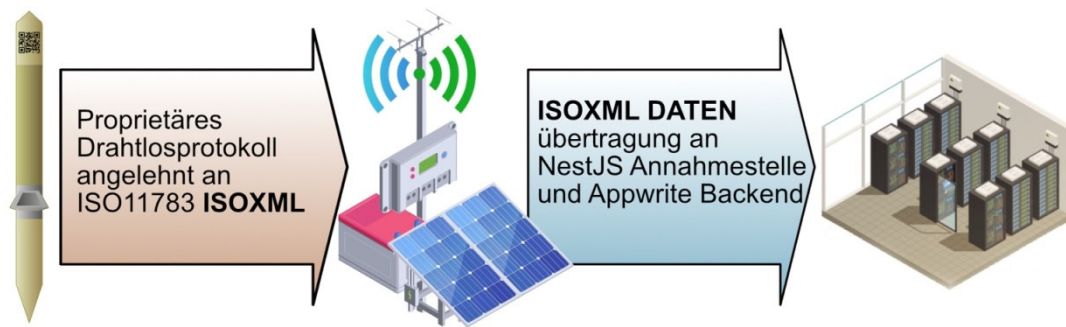 Proprietäres
Drahtlosprotokoll
angelehnt an
ISO11783 ISOXML
ISOXML DATEN
übertragung an
NestJS Annahmestelle
und Appwrite Backend